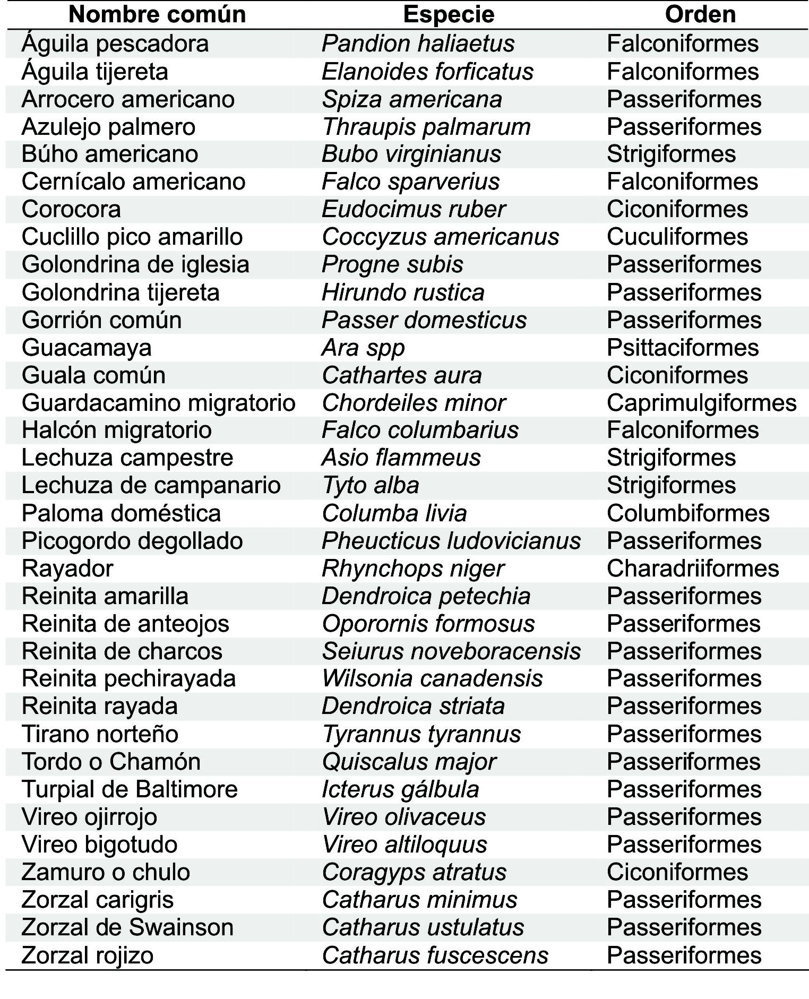 Nombre común Especie Orden
Águila pescadora Pandion haliaetus Falconiformes
Águila tijereta Elanoides forficatus Falconiformes
Arrocero americano Spiza americana Passeriformes
Azulejo palmero Thraupis palmarum Passeriformes
Búho americano Bubo virginianus Strigiformes
Cernícalo americano Falco sparverius Falconiformes
Corocora Eudocimus ruber Ciconiformes
Cuclillo pico amarillo Coccyzus americanus Cuculiformes
Golondrina de iglesia Progne subis Passeriformes
Golondrina tijereta Hirundo rustica Passeriformes
Gorrión común Passer domesticus Passeriformes
Guacamaya Ara spp Psittaciformes
Guala común Cathartes aura Ciconiformes
Guardacamino migratorio Chordeiles minor Caprimulgiformes
Halcón migratorio Falco columbarius Falconiformes
Lechuza campestre Asio flammeus Strigiformes
Lechuza de campanario Tyto alba Strigiformes
Paloma doméstica Columba livia Columbiformes
Picogordo degollado Pheucticus ludovicianus Passeriformes
Rayador Rhynchops niger Charadriiformes
Reinita amarilla Dendroica petechia Passeriformes
Reinita de anteojos Oporornis formosus Passeriformes
Reinita de charcos Seiurus noveboracensis Passeriformes
Reinita pechirayada Wilsonia canadensis Passeriformes
Reinita rayada Dendroica striata Passeriformes
Tirano norteño Tyrannus tyrannus Passeriformes
Tordo o Chamón Quiscalus major Passeriformes
Turpial de Baltimore Icterus gálbula Passeriformes
Vireo ojirrojo Vireo olivaceus Passeriformes
Vireo bigotudo Vireo altiloquus Passeriformes
Zamuro o chulo Coragyps atratus Ciconiformes
Zorzal carigris Catharus minimus Passeriformes
Zorzal de Swainson Catharus ustulatus Passeriformes
Zorzal rojizo Catharus fuscescens Passeriformes